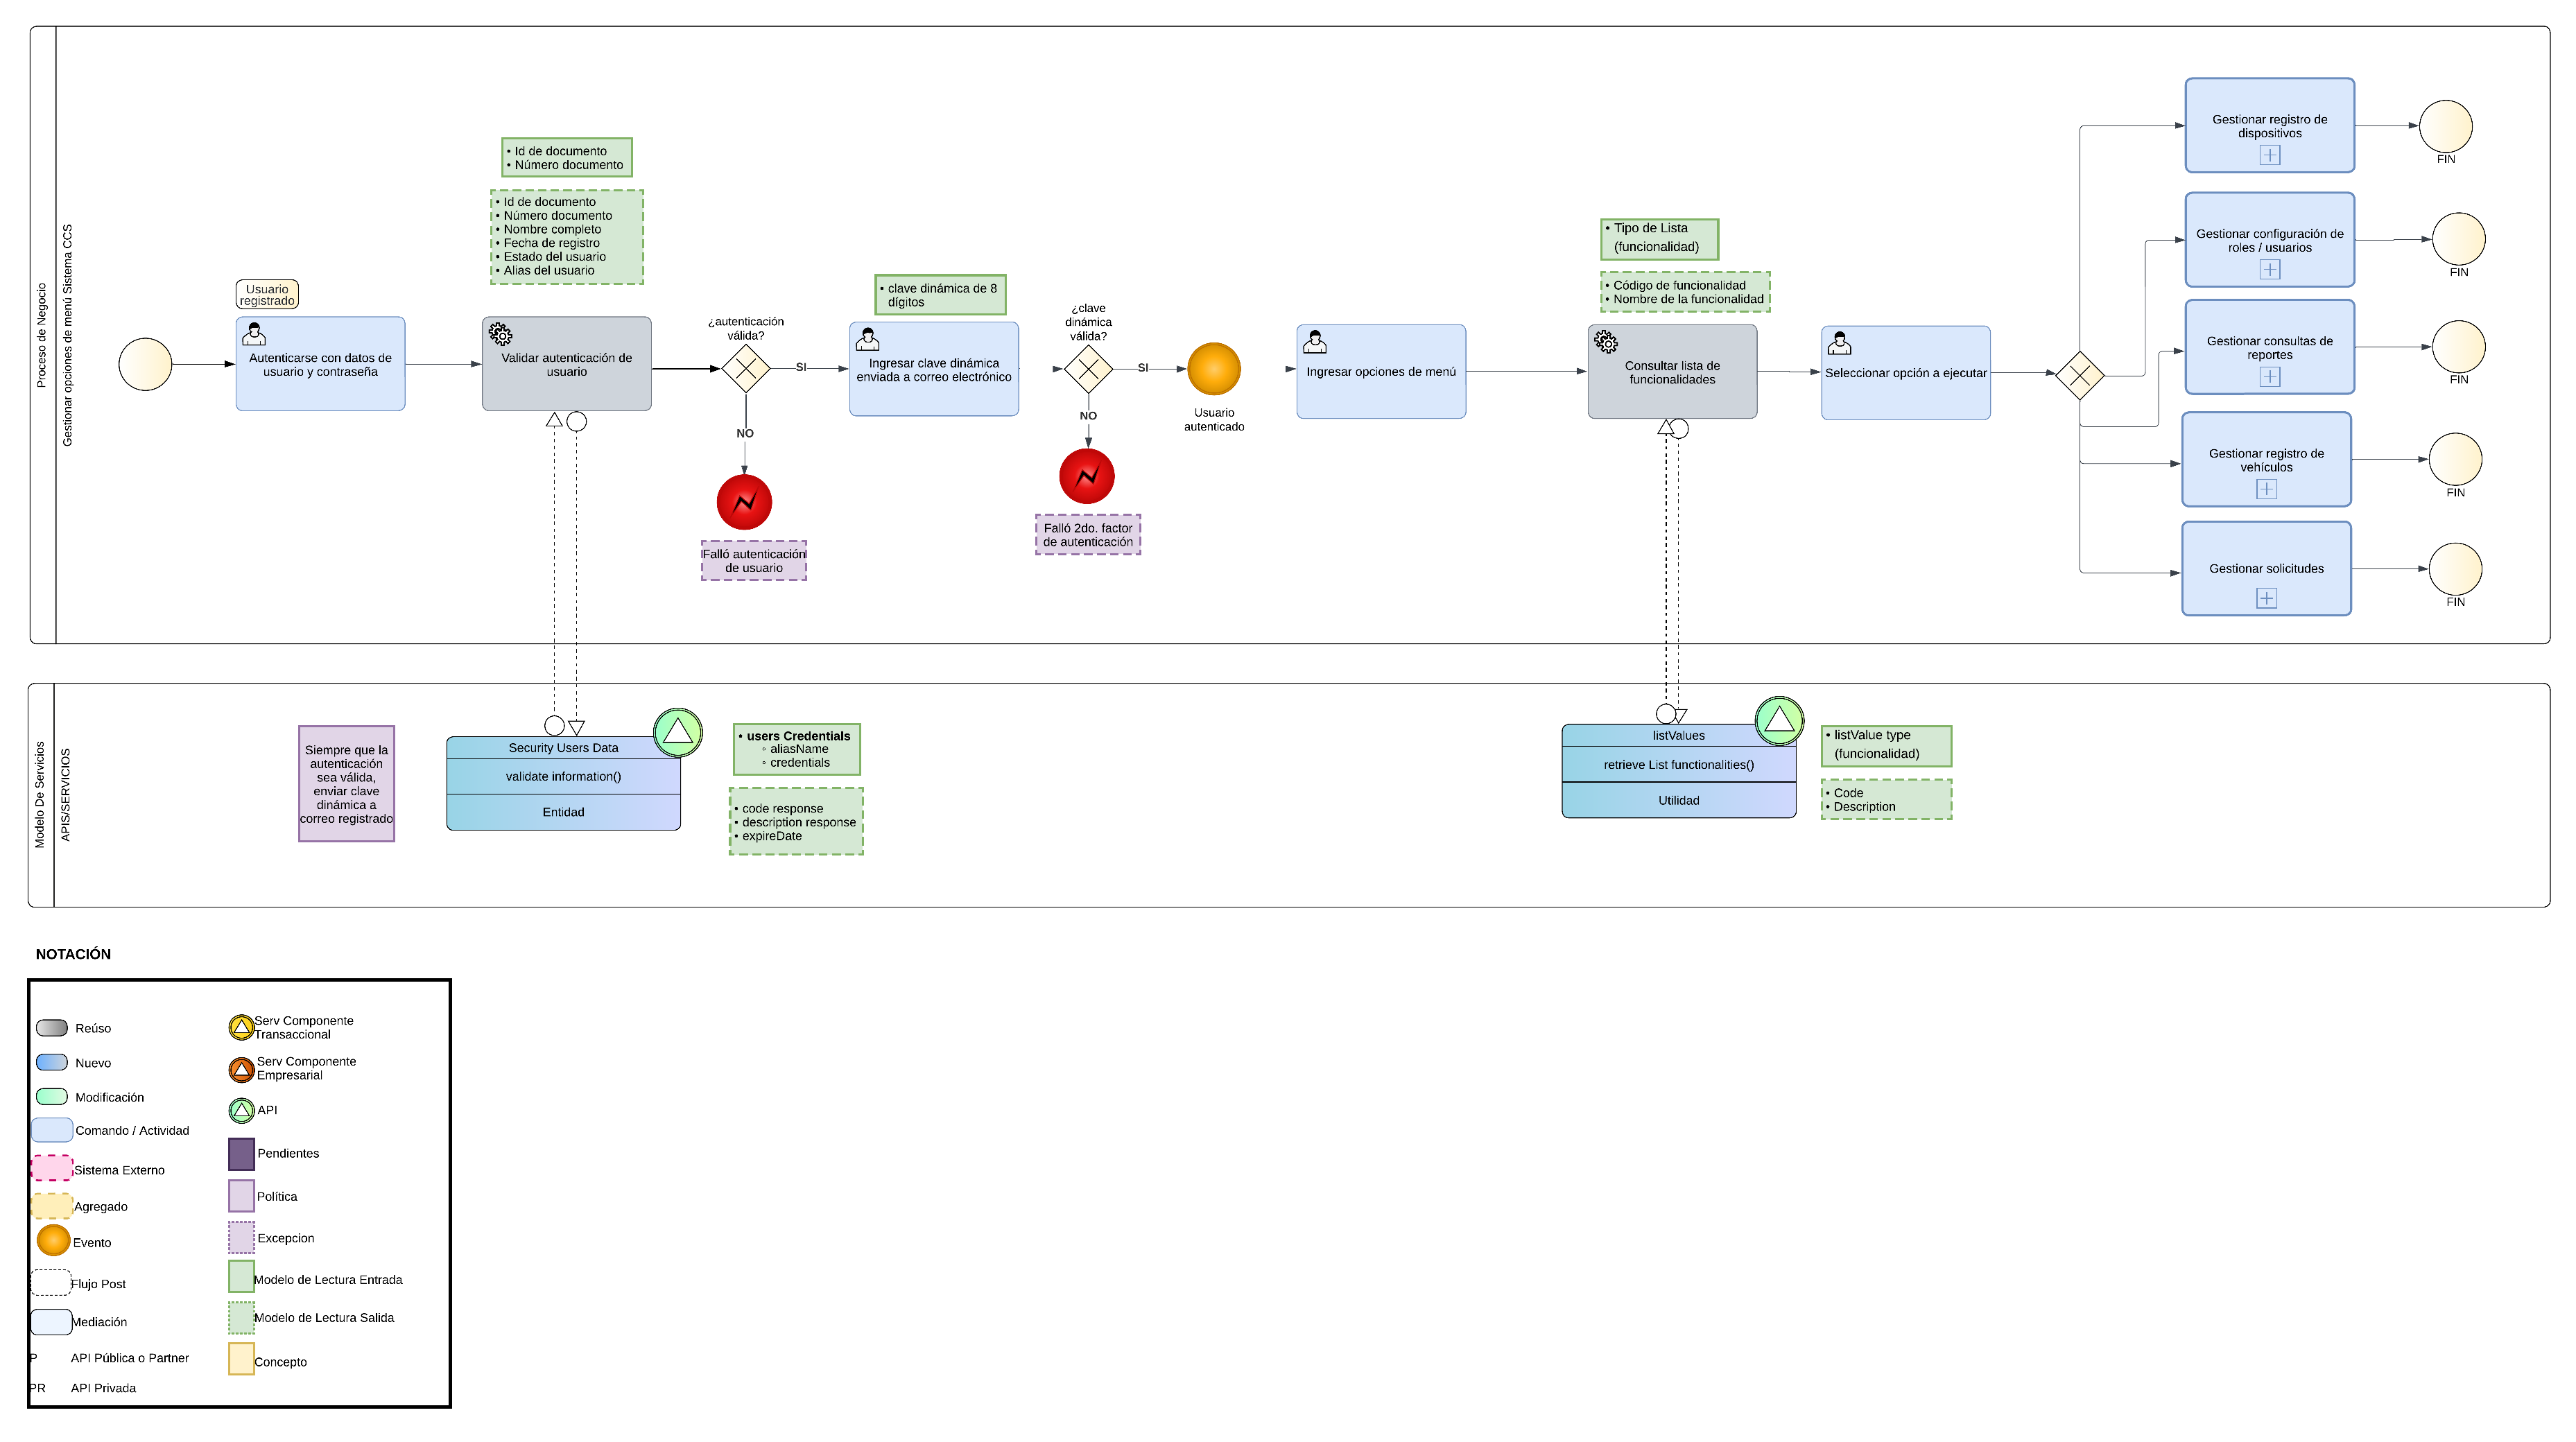 Proceso de Negocio
Gestionar opciones de menú Sistema CCS
Usuario
registrado
Autenticarse con datos de
usuario y contraseña
• Id de documento
• Número documento
• Id de documento
• Número documento
• Nombre completo
• Fecha de registro
• Estado del usuario
• Alias del usuario
Validar autenticación de
usuario
¿autenticación
válida?
SI
NO
Falló autenticación
de usuario
• clave dinámica de 8
dígitos
Ingresar clave dinámica
enviada a correo electrónico
¿clave
dinámica
válida?
SI
NO
Falló 2do. factor
de autenticación
Usuario
autenticado
Ingresar opciones de menú
• Tipo de Lista
(funcionalidad)
• Código de funcionalidad
• Nombre de la funcionalidad
Consultar lista de
funcionalidades
Seleccionar opción a ejecutar
Gestionar registro de
dispositivos
FIN
Gestionar configuración de
roles / usuarios
FIN
Gestionar consultas de
reportes
FIN
Gestionar registro de
vehículos
FIN
Gestionar solicitudes
FIN
Modelo De Servicios
APIS/SERVICIOS
Siempre que la
autenticación
sea válida,
enviar clave
dinámica a
correo registrado
Security Users Data
validate information()
Entidad
• users Credentials
◦ aliasName
◦ credentials
• code response
• description response
• expireDate
listValues
retrieve List functionalities()
Utilidad
• listValue type
(funcionalidad)
• Code
• Description
NOTACIÓN
Reúso
Nuevo
Modificación
Comando / Actividad
Sistema Externo
Agregado
Evento
Flujo Post
Mediación
P API Pública o Partner
PR API Privada
Serv Componente
Transaccional
Serv Componente
Empresarial
API
Pendientes
Política
Excepcion
Modelo de Lectura Entrada
Modelo de Lectura Salida
Concepto